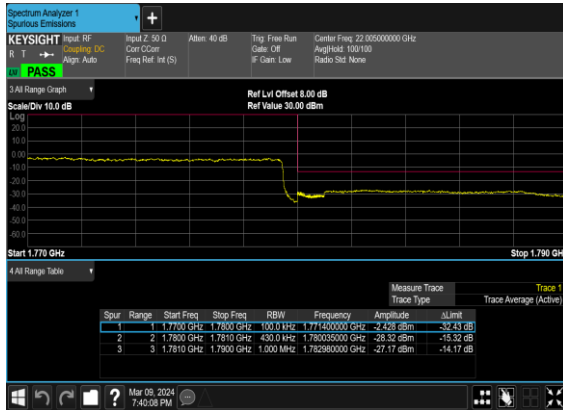 Spectrum Analyzer 1
Spurious Emissions
+
KEYSIGHT Input: RF Input Z: 50 Ω Atten: 40 dB Trig: Free Run Center Freq: 22.005000000 GHz
R T Coupling: DC Corr CCorr Gate: Off Avg|Hold: 100/100
Align: Auto Freq Ref: Int (S) IF Gain: Low Radio Std: None
PASS
3 All Range Graph
Ref Lvl Offset 8.00 dB
Scale/Div 10.0 dB Ref Value 30.00 dBm
Log
20.0
10.0
0.00
-10.0
-20.0
-30.0
-40.0
-50.0
-60.0
Start 1.770 GHz Stop 1.790 GH
4 All Range Table
Measure Trace Trace 1
Trace Type Trace Average (Active)
Spur Range Start Freq Stop Freq RBW Frequency Amplitude ΔLimit
1 1 1.7700 GHz 1.7800 GHz 100.0 kHz 1.771400000 GHz -2.428 dBm -32.43 dB
2 2 1.7800 GHz 1.7810 GHz 430.0 kHz 1.780035000 GHz -28.32 dBm -15.32 dB
3 3 1.7810 GHz 1.7900 GHz 1.000 MHz 1.782980000 GHz -27.17 dBm -14.17 dB
? Mar 09, 2024
7:40:08 PM